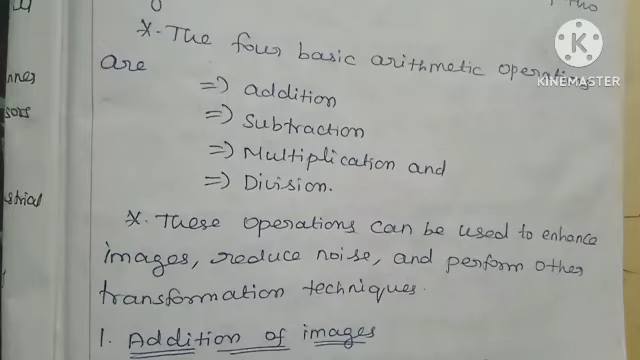 *. The four basic arithmetic operations
are
=) addition
=) Subtraction
=) Multiplication and
=) Division.
*. These operations can be used to enhance
images, reduce noise, and perform other
transformation techniques.
1. Addition of images
KINEMASTER